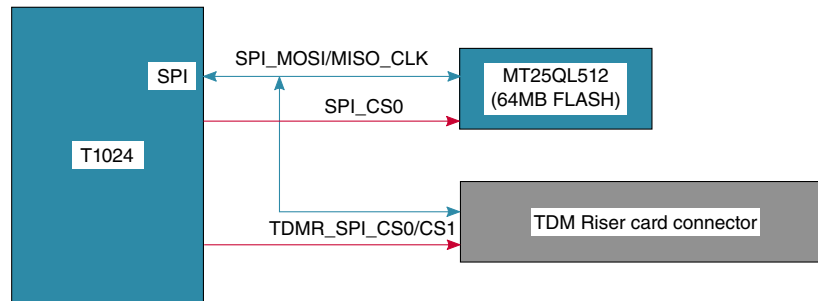 SPI_MOSI/MISO_CLK
SPI
MT25QL512
(64MB FLASH)
SPI_CS0
T1024
TDM Riser card connector
TDMR_SPI_CS0/CS1